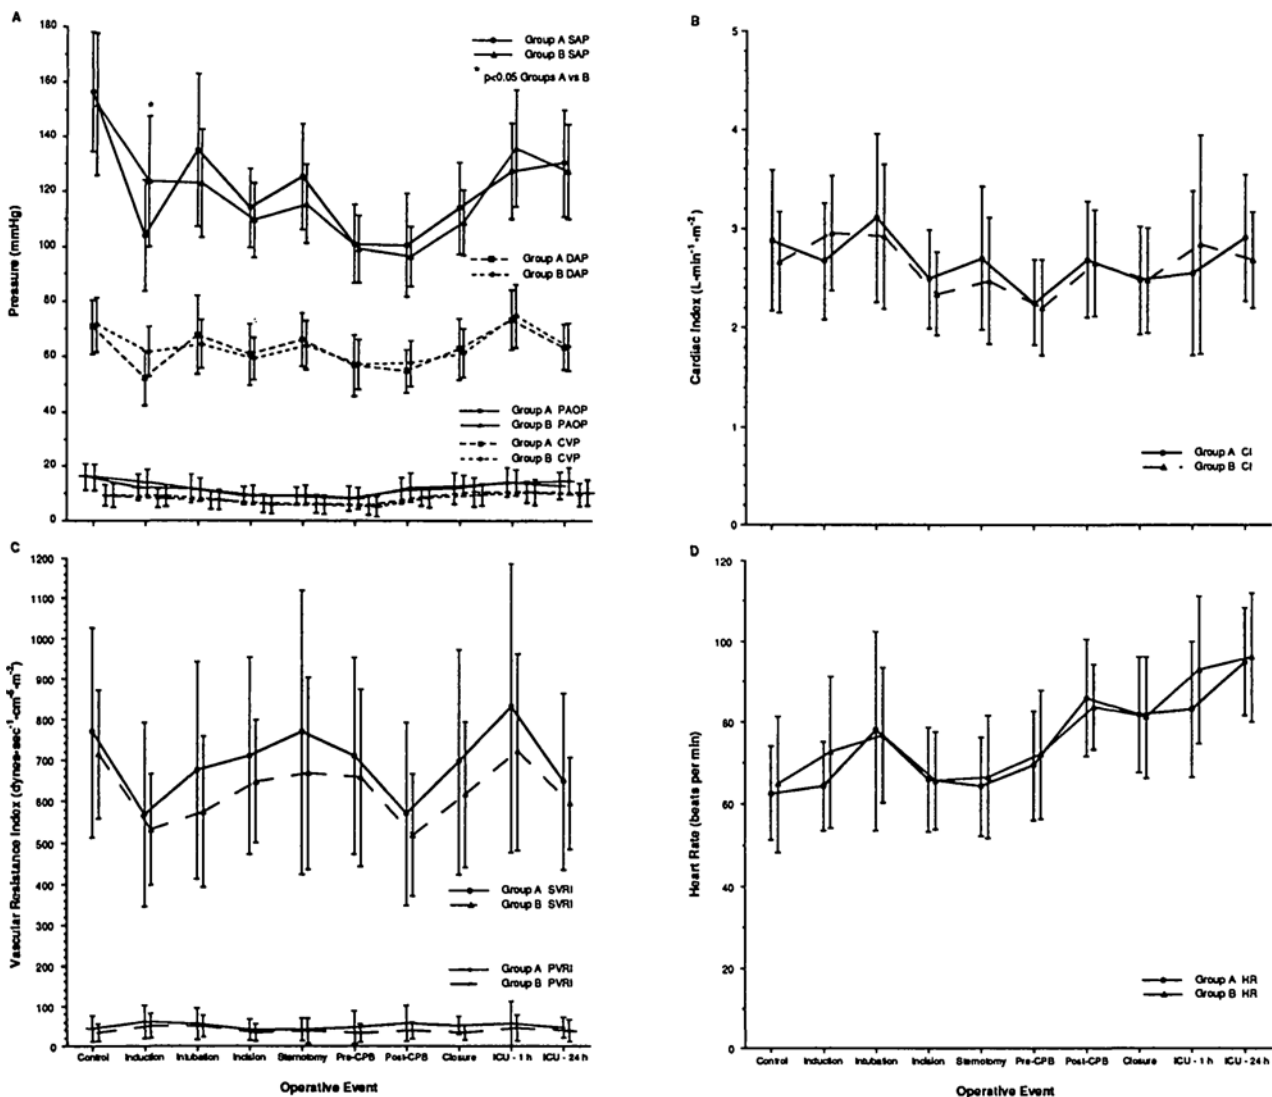 A
180
160
140
120
100
80
60
40
20
0
Pressure (mmHg)
Group A SAP
Group B SAP
* p<0.05 Groups A vs B
*
Group A DAP
Group B DAP
Group A PAOP
Group B PAOP
Group A CVP
Group B CVP
B
5
4
3
2
1
0
Cardiac Index (L-min⁻¹-m⁻²)
Group A CI
Group B CI
C
1200
1100
1000
900
800
700
600
500
400
300
200
100
0
Vascular Resistance Index (dynes-sec⁻¹-cm⁻⁵-m⁻²)
Group A SVRI
Group B SVRI
Group A PVRI
Group B PVRI
Control Induction Intubation Incision Sternotomy Pre-CPB Post-CPB Closure ICU - 1 h ICU - 24 h
Operative Event
D
120
100
80
60
40
20
0
Heart Rate (beats per min)
Group A HR
Group B HR
Control Induction Intubation Incision Sternotomy Pre-CPB Post-CPB Closure ICU - 1 h ICU - 24 h
Operative Event